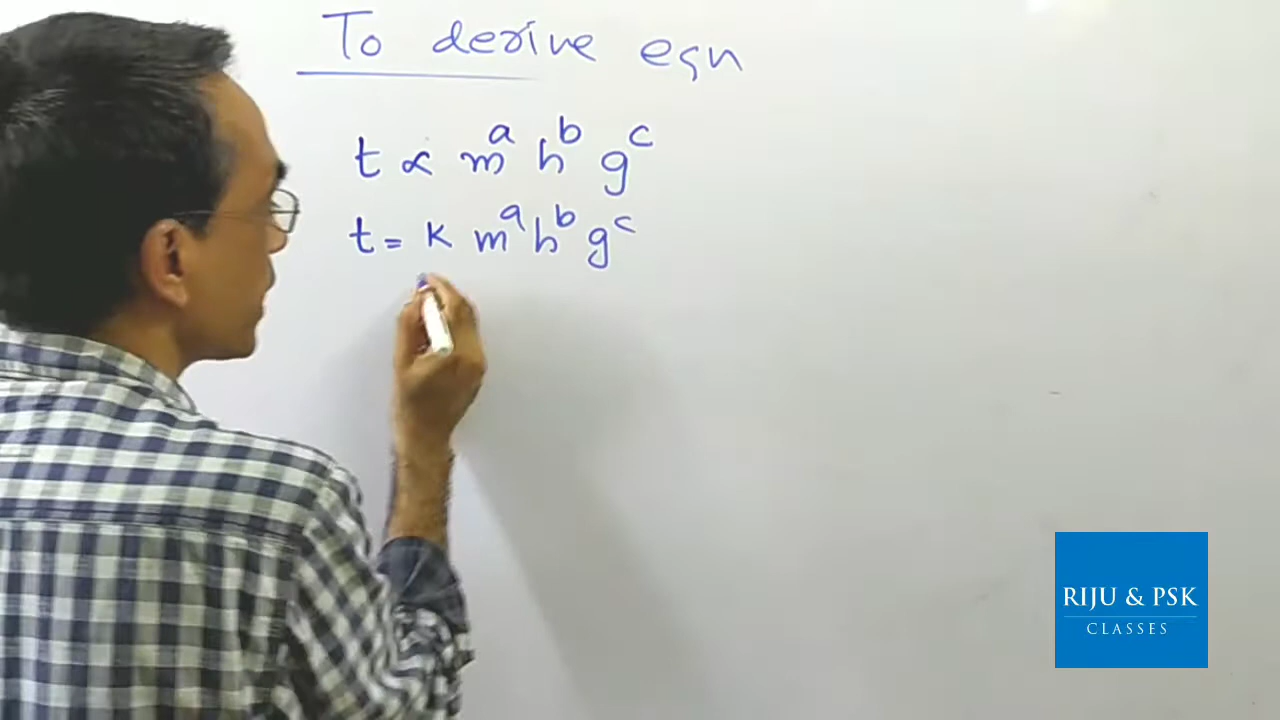 To derive eqn
t ∝ m^a h^b g^c
t = k m^a h^b g^c
RIJU & PSK
CLASSES